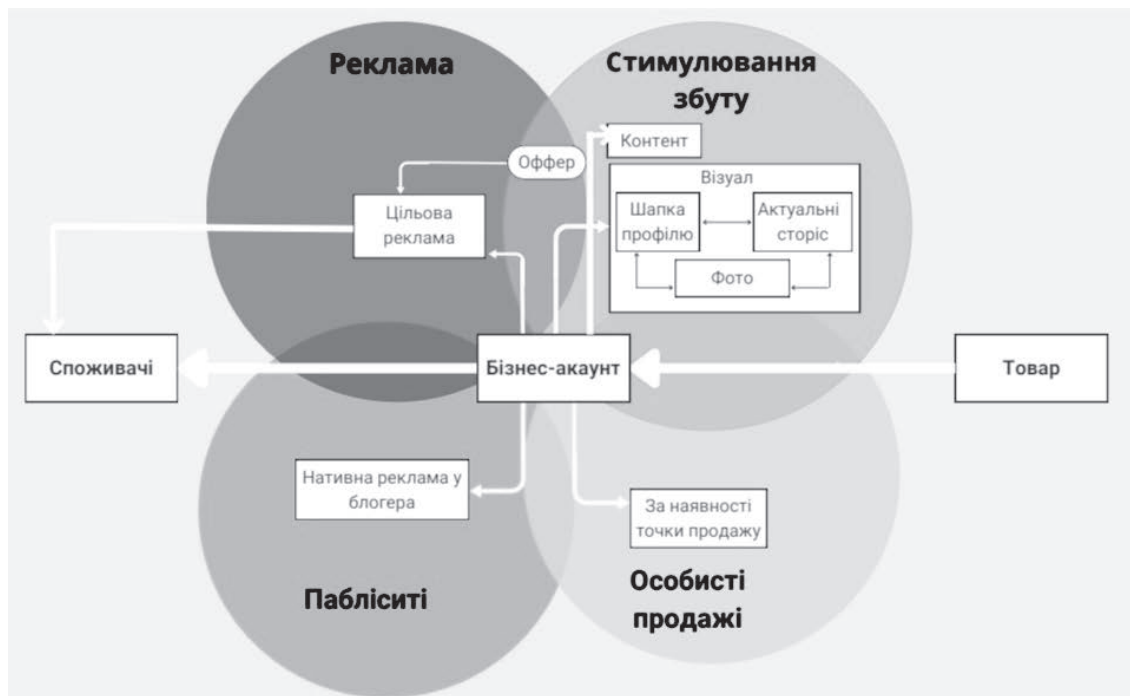 Реклама
Стимулювання
збуту
Контент
Оффер
Візуал
Цільова
реклама
Шапка
профілю
Актуальні
сторіс
Фото
Споживачі
Бізнес-акаунт
Товар
Нативна реклама у
блогера
За наявності
точки продажу
Пабліситі
Особисті
продажі